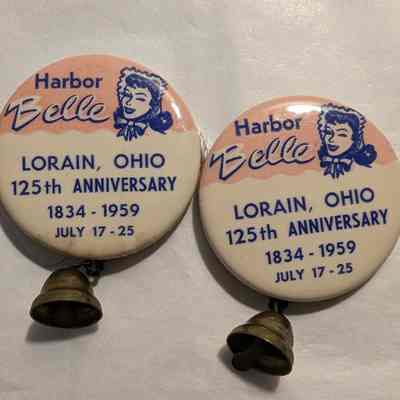 Harbor
Belle
LORAIN, OHIO
125th ANNIVERSARY
1834 - 1959
JULY 17 - 25
Harbor
Belle
LORAIN, OHIO
125th ANNIVERSARY
1834 - 1959
JULY 17 - 25